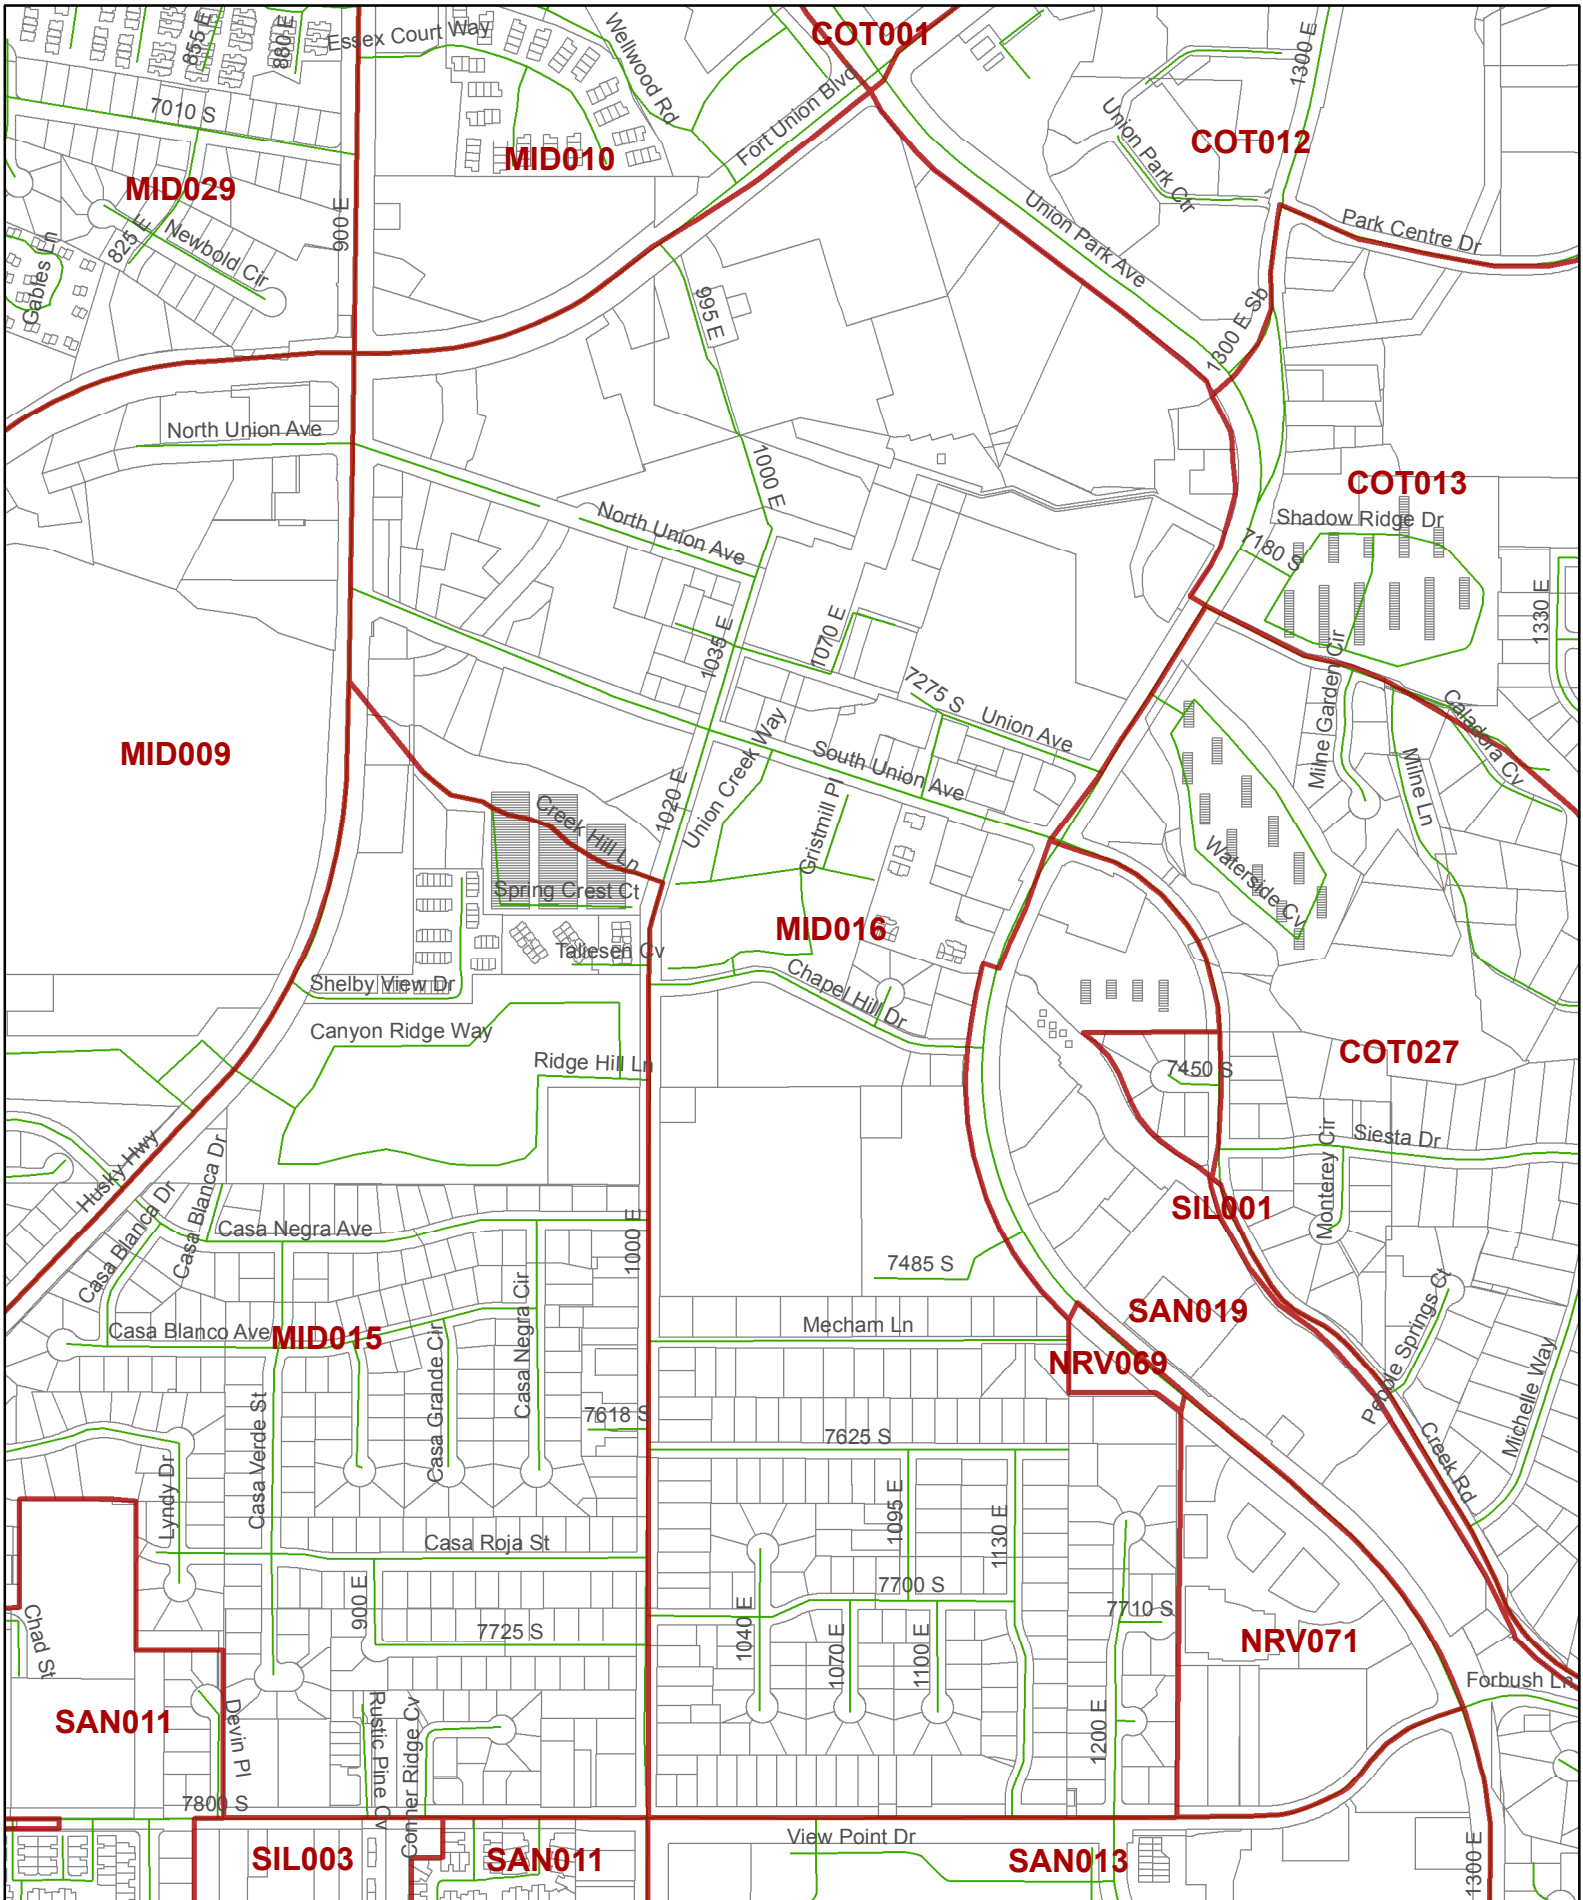 COT001
855 E
880 E
Essex Court Way
Wellwood Rd
1300 E
Fort Union Blvd
7010 S
Union Park Ctr
COT012
MID010
MID029
900 E
825 E
Newbold Cir
Gables Ln
Union Park Ave
Park Centre Dr
995 E
1300 E Sb
North Union Ave
1000 E
COT013
North Union Ave
Shadow Ridge Dr
7180 S
1330 E
1035 E
1070 E
7275 S
Union Ave
Milne Garden Cir
Caladora Cv
MID009
Union Creek Way
South Union Ave
Milne Ln
1020 E
Creek Hill Ln
Gristmill Pl
Waterside Cv
Spring Crest Ct
MID016
Taliesen Cv
Shelby View Dr
Chapel Hill Dr
Canyon Ridge Way
Ridge Hill Ln
COT027
7450 S
Husky Hwy
Casa Blanca Dr
Casa Blanca Dr
Casa Negra Ave
1000 E
Siesta Dr
Monterey Cir
SIL001
7485 S
Casa Blanco Ave
MID015
Casa Grande Cir
Casa Negra Cir
Mecham Ln
SAN019
NRV069
Pebble Springs Ct
Michelle Way
Casa Verde St
7618 S
7625 S
Creek Rd
Lyndy Dr
1095 E
1130 E
Casa Roja St
900 E
7700 S
7710 S
Chad St
7725 S
1040 E
1070 E
1100 E
NRV071
Forbush Ln
SAN011
Devin Pl
Rustic Pine Cv
Conner Ridge Cv
1200 E
7800 S
View Point Dr
SIL003
SAN011
SAN013
1300 E